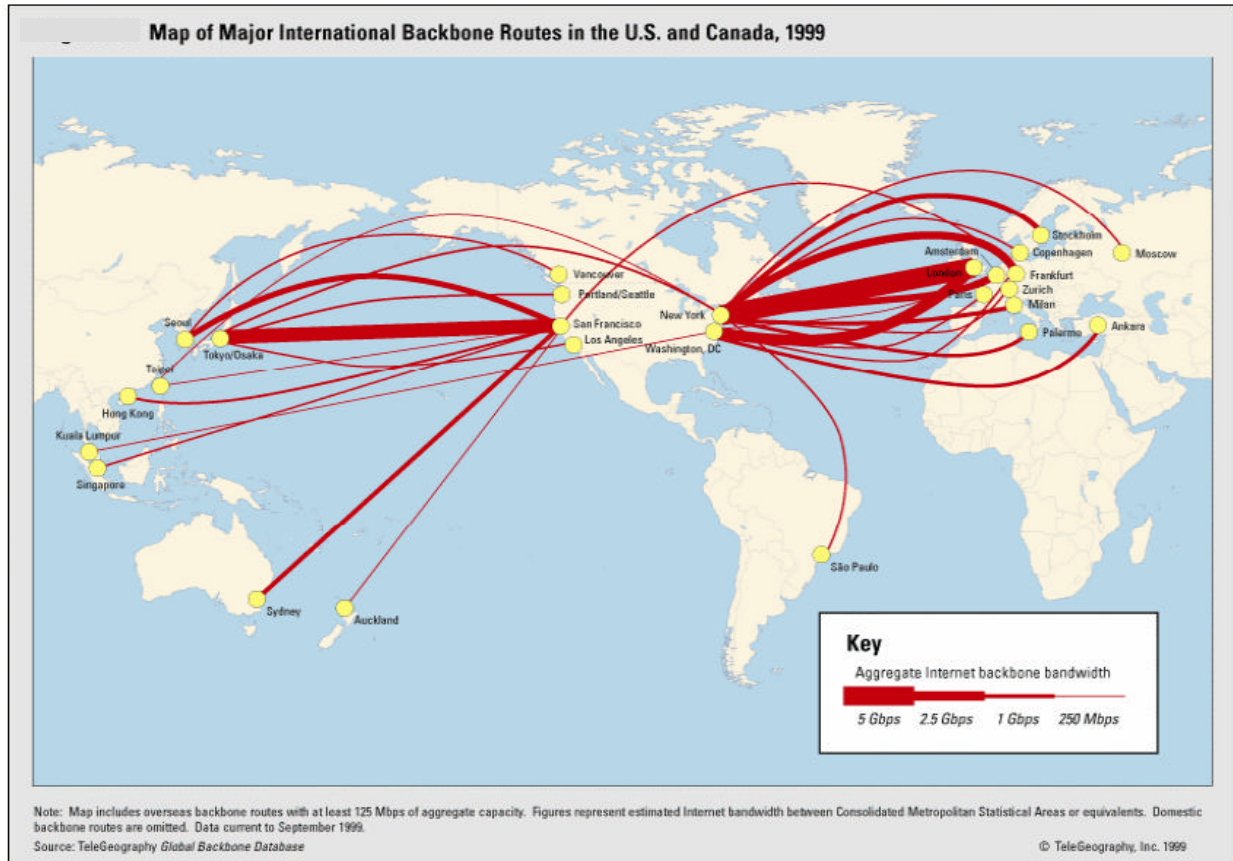 Map of Major International Backbone Routes in the U.S. and Canada, 1999
Stockholm
Amsterdam
Copenhagen
Moscow
London
Frankfurt
Vancouver
Zurich
Paris
Portland/Seattle
Milan
New York
Seoul
San Francisco
Palermo
Ankara
Los Angeles
Washington, DC
Tokyo/Osaka
Taipei
Hong Kong
Kuala Lumpur
Singapore
São Paulo
Sydney
Auckland
Key
Aggregate Internet backbone bandwidth
5 Gbps 2.5 Gbps 1 Gbps 250 Mbps
Note: Map includes overseas backbone routes with at least 125 Mbps of aggregate capacity. Figures represent estimated Internet bandwidth between Consolidated Metropolitan Statistical Areas or equivalents. Domestic
backbone routes are omitted. Data current to September 1999.
Source: TeleGeography Global Backbone Database
© TeleGeography, Inc. 1999